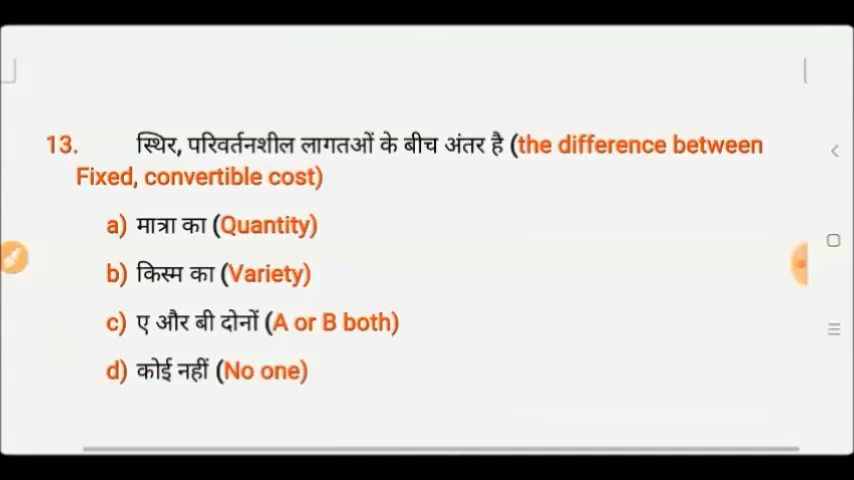 13. स्थिर, परिवर्तनशील लागतओं के बीच अंतर है (the difference between
Fixed, convertible cost)
a) मात्रा का (Quantity)
b) किस्म का (Variety)
c) ए और बी दोनों (A or B both)
d) कोई नहीं (No one)